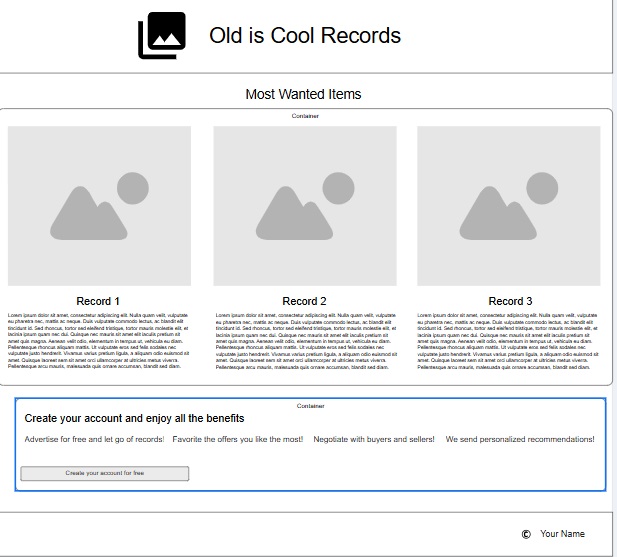 Old is Cool Records
Most Wanted Items
Container
Record 1
Lorem ipsum dolor sit amet, consectetur adipiscing elit. Nulla quam velit, vulputate
eu pharetra nec, mattis ac neque. Duis vulputate commodo lectus, ac blandit elit
tincidunt id. Sed rhoncus, tortor sed eleifend tristique, tortor mauris molestie elit, et
lacinia ipsum quam nec dui. Quisque nec mauris sit amet elit iaculis pretium sit
amet quis magna. Aenean velit odio, elementum in tempus ut, vehicula eu diam.
Pellentesque rhoncus aliquam mattis. Ut vulputate eros sed felis sodales nec
vulputate justo hendrerit. Vivamus varius pretium ligula, a aliquam odio euismod sit
amet. Quisque laoreet sem sit amet orci ullamcorper at ultricies metus viverra.
Pellentesque arcu mauris, malesuada quis ornare accumsan, blandit sed diam.
Record 2
Lorem ipsum dolor sit amet, consectetur adipiscing elit. Nulla quam velit, vulputate
eu pharetra nec, mattis ac neque. Duis vulputate commodo lectus, ac blandit elit
tincidunt id. Sed rhoncus, tortor sed eleifend tristique, tortor mauris molestie elit, et
lacinia ipsum quam nec dui. Quisque nec mauris sit amet elit iaculis pretium sit
amet quis magna. Aenean velit odio, elementum in tempus ut, vehicula eu diam.
Pellentesque rhoncus aliquam mattis. Ut vulputate eros sed felis sodales nec
vulputate justo hendrerit. Vivamus varius pretium ligula, a aliquam odio euismod sit
amet. Quisque laoreet sem sit amet orci ullamcorper at ultricies metus viverra.
Pellentesque arcu mauris, malesuada quis ornare accumsan, blandit sed diam.
Record 3
Lorem ipsum dolor sit amet, consectetur adipiscing elit. Nulla quam velit, vulputate
eu pharetra nec, mattis ac neque. Duis vulputate commodo lectus, ac blandit elit
tincidunt id. Sed rhoncus, tortor sed eleifend tristique, tortor mauris molestie elit, et
lacinia ipsum quam nec dui. Quisque nec mauris sit amet elit iaculis pretium sit
amet quis magna. Aenean velit odio, elementum in tempus ut, vehicula eu diam.
Pellentesque rhoncus aliquam mattis. Ut vulputate eros sed felis sodales nec
vulputate justo hendrerit. Vivamus varius pretium ligula, a aliquam odio euismod sit
amet. Quisque laoreet sem sit amet orci ullamcorper at ultricies metus viverra.
Pellentesque arcu mauris, malesuada quis ornare accumsan, blandit sed diam.
Container
Create your account and enjoy all the benefits
Advertise for free and let go of records! Favorite the offers you like the most! Negotiate with buyers and sellers! We send personalized recommendations!
Create your account for free
© Your Name